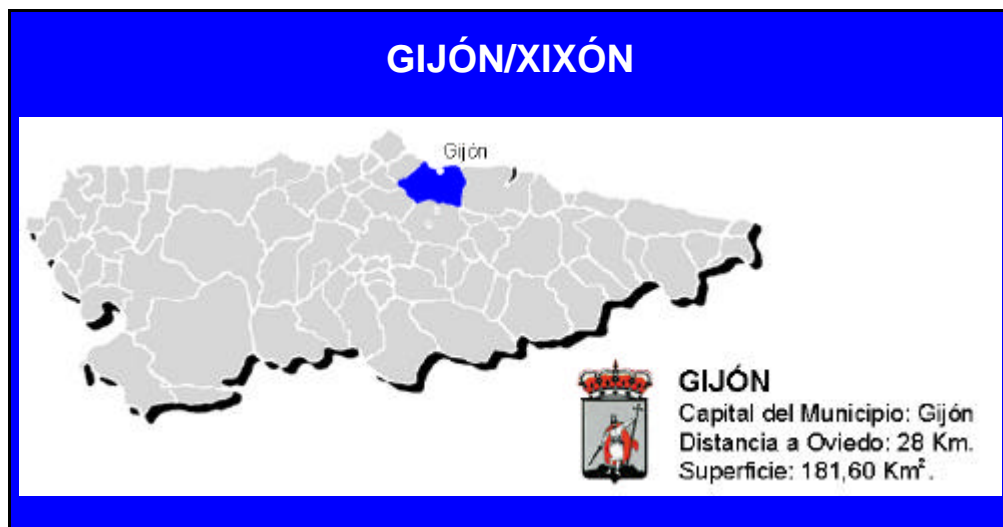 GIJÓN/XIXÓN
Gijón
GIJÓN
Capital del Municipio: Gijón
Distancia a Oviedo: 28 Km.
Superficie: 181,60 Km².